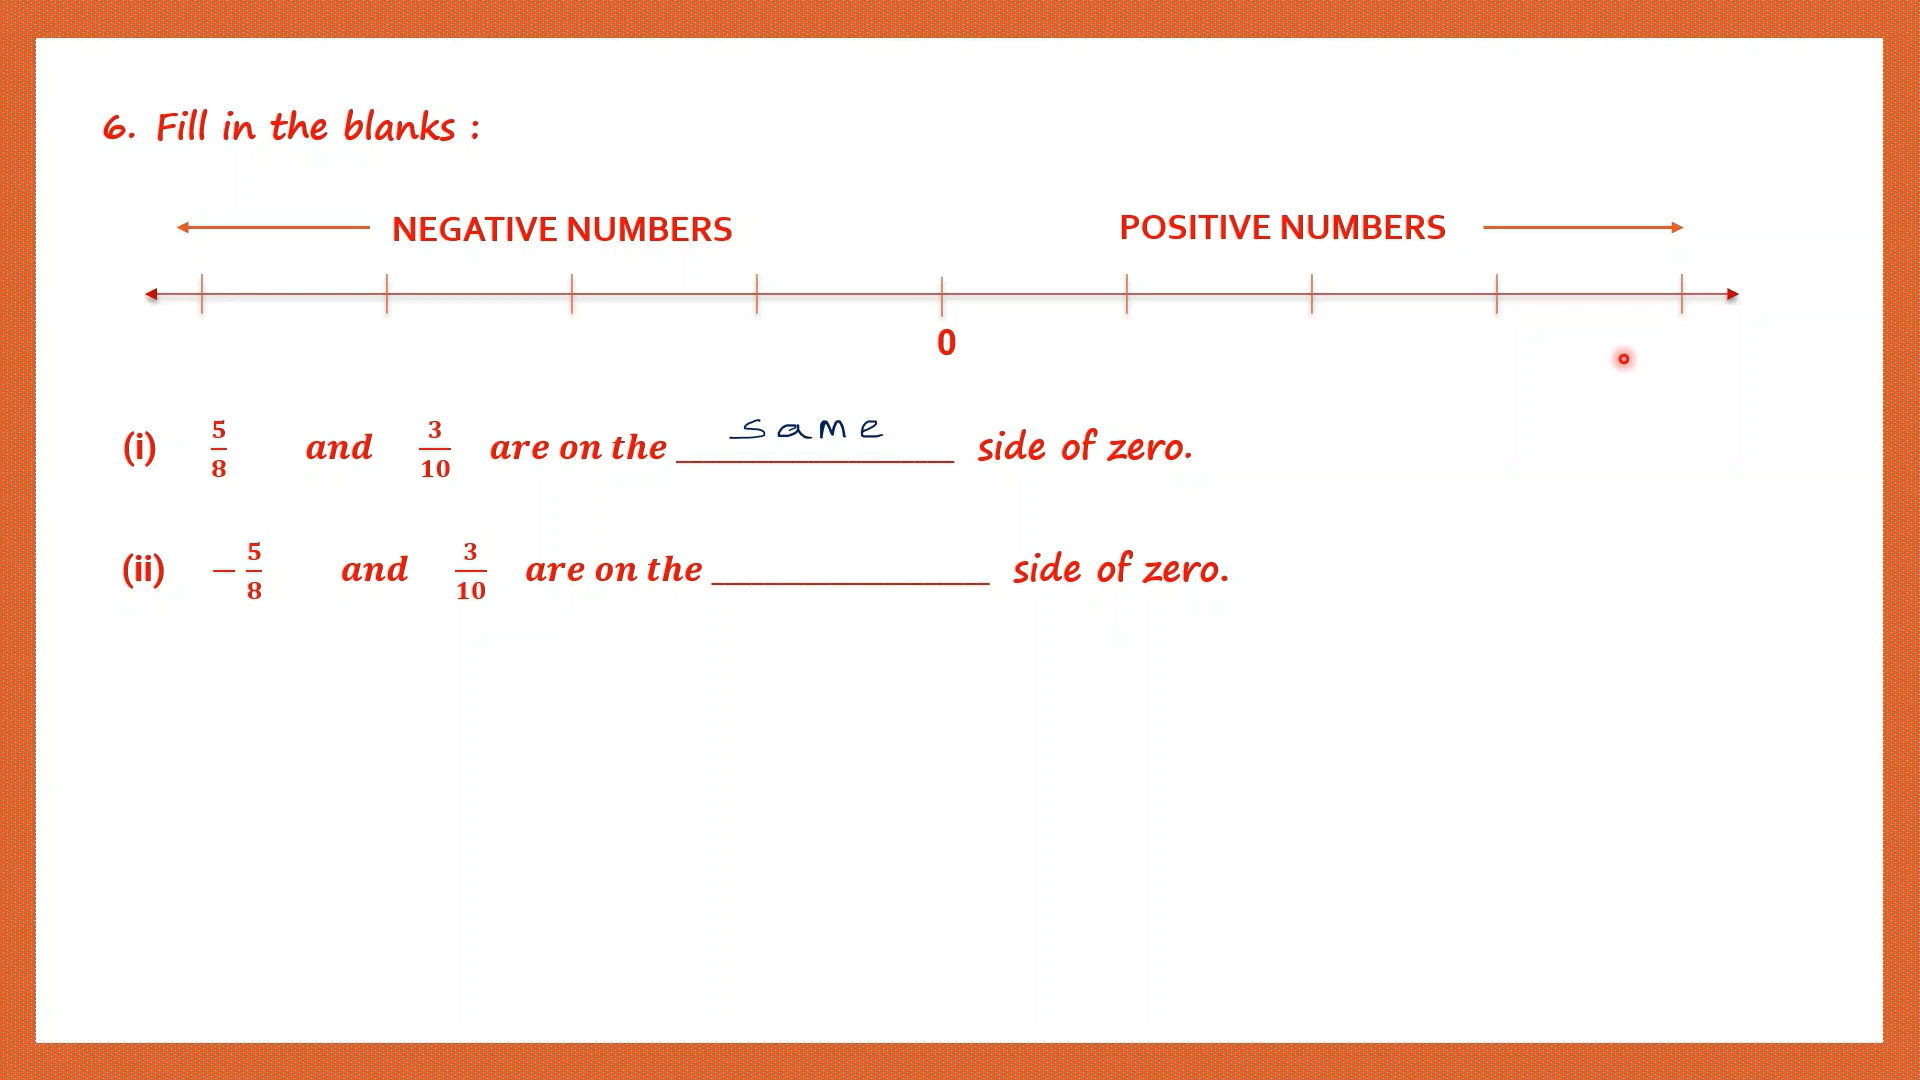 6. Fill in the blanks :
NEGATIVE NUMBERS POSITIVE NUMBERS
0
(i) 5/8 and 3/10 are on the same side of zero.
(ii) − 5/8 and 3/10 are on the ______________ side of zero.